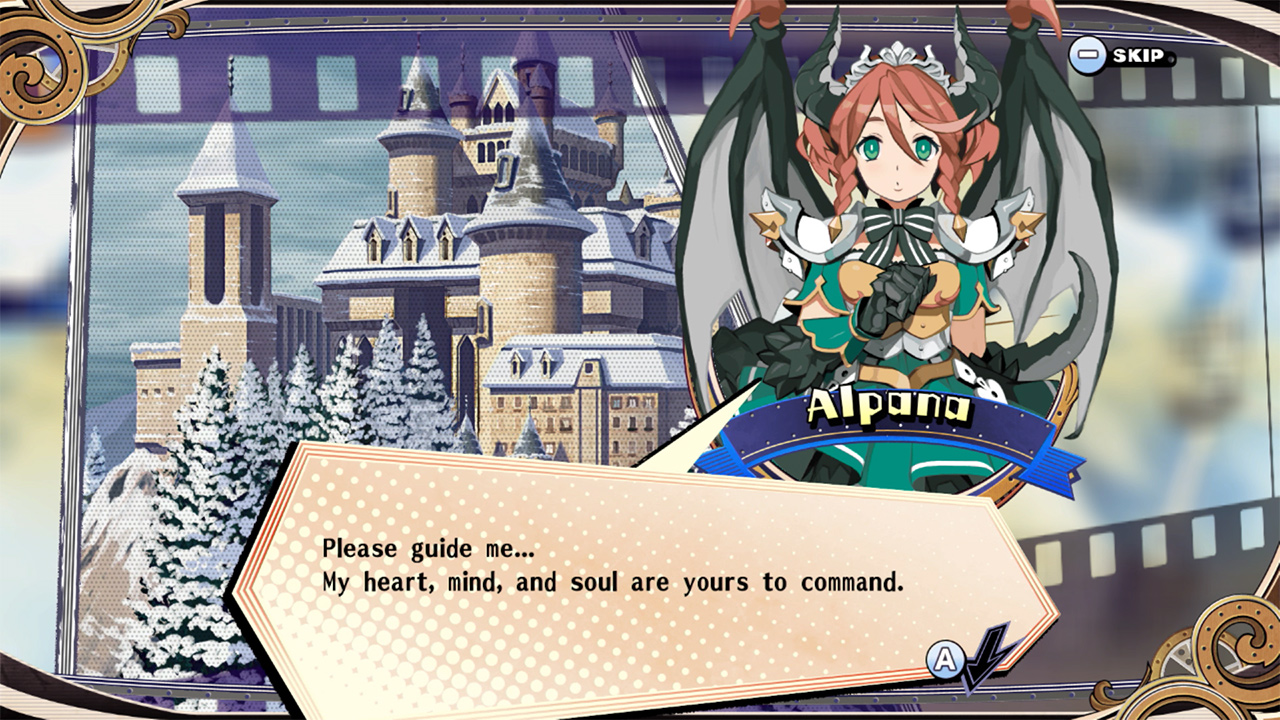 SKIP
Alpana
Please guide me...
My heart, mind, and soul are yours to command.
A